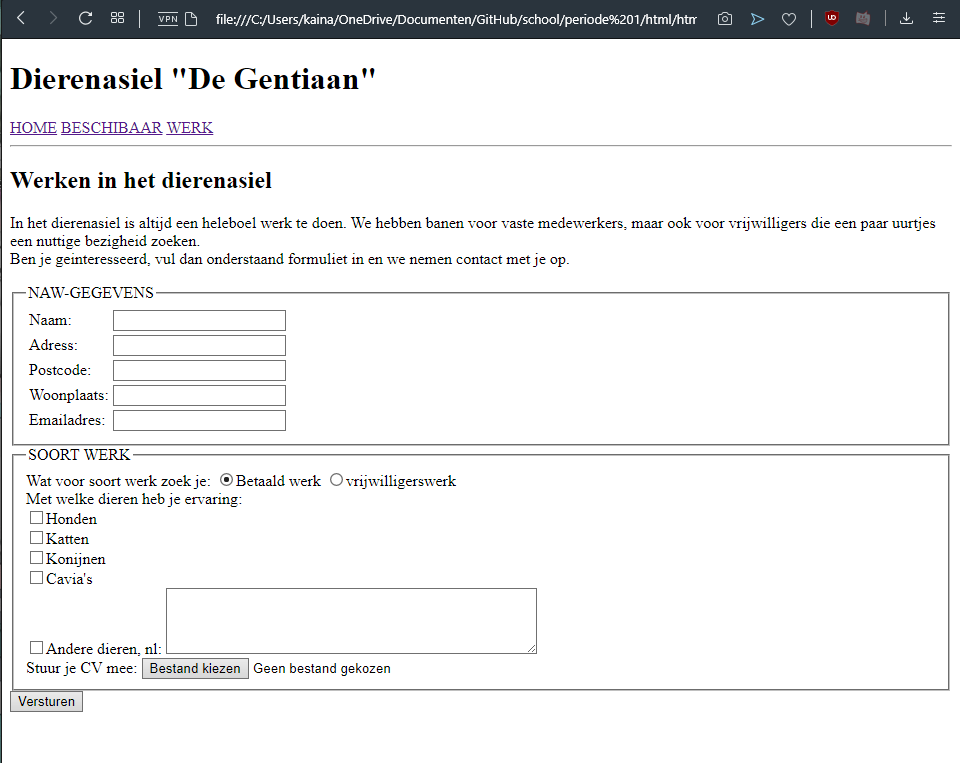 VPN file:///C:/Users/kaina/OneDrive/Documenten/GitHub/school/periode%201/html/htm
Dierenasiel "De Gentiaan"
HOME BESCHIBAAR WERK
Werken in het dierenasiel
In het dierenasiel is altijd een heleboel werk te doen. We hebben banen voor vaste medewerkers, maar ook voor vrijwilligers die een paar uurtjes
een nuttige bezigheid zoeken.
Ben je geinteresseerd, vul dan onderstaand formuliet in en we nemen contact met je op.
NAW-GEGEVENS
Naam:
Adress:
Postcode:
Woonplaats:
Emailadres:
SOORT WERK
Wat voor soort werk zoek je: Betaald werk vrijwilligerswerk
Met welke dieren heb je ervaring:
Honden
Katten
Konijnen
Cavia's
Andere dieren, nl:
Stuur je CV mee: Bestand kiezen Geen bestand gekozen
Versturen